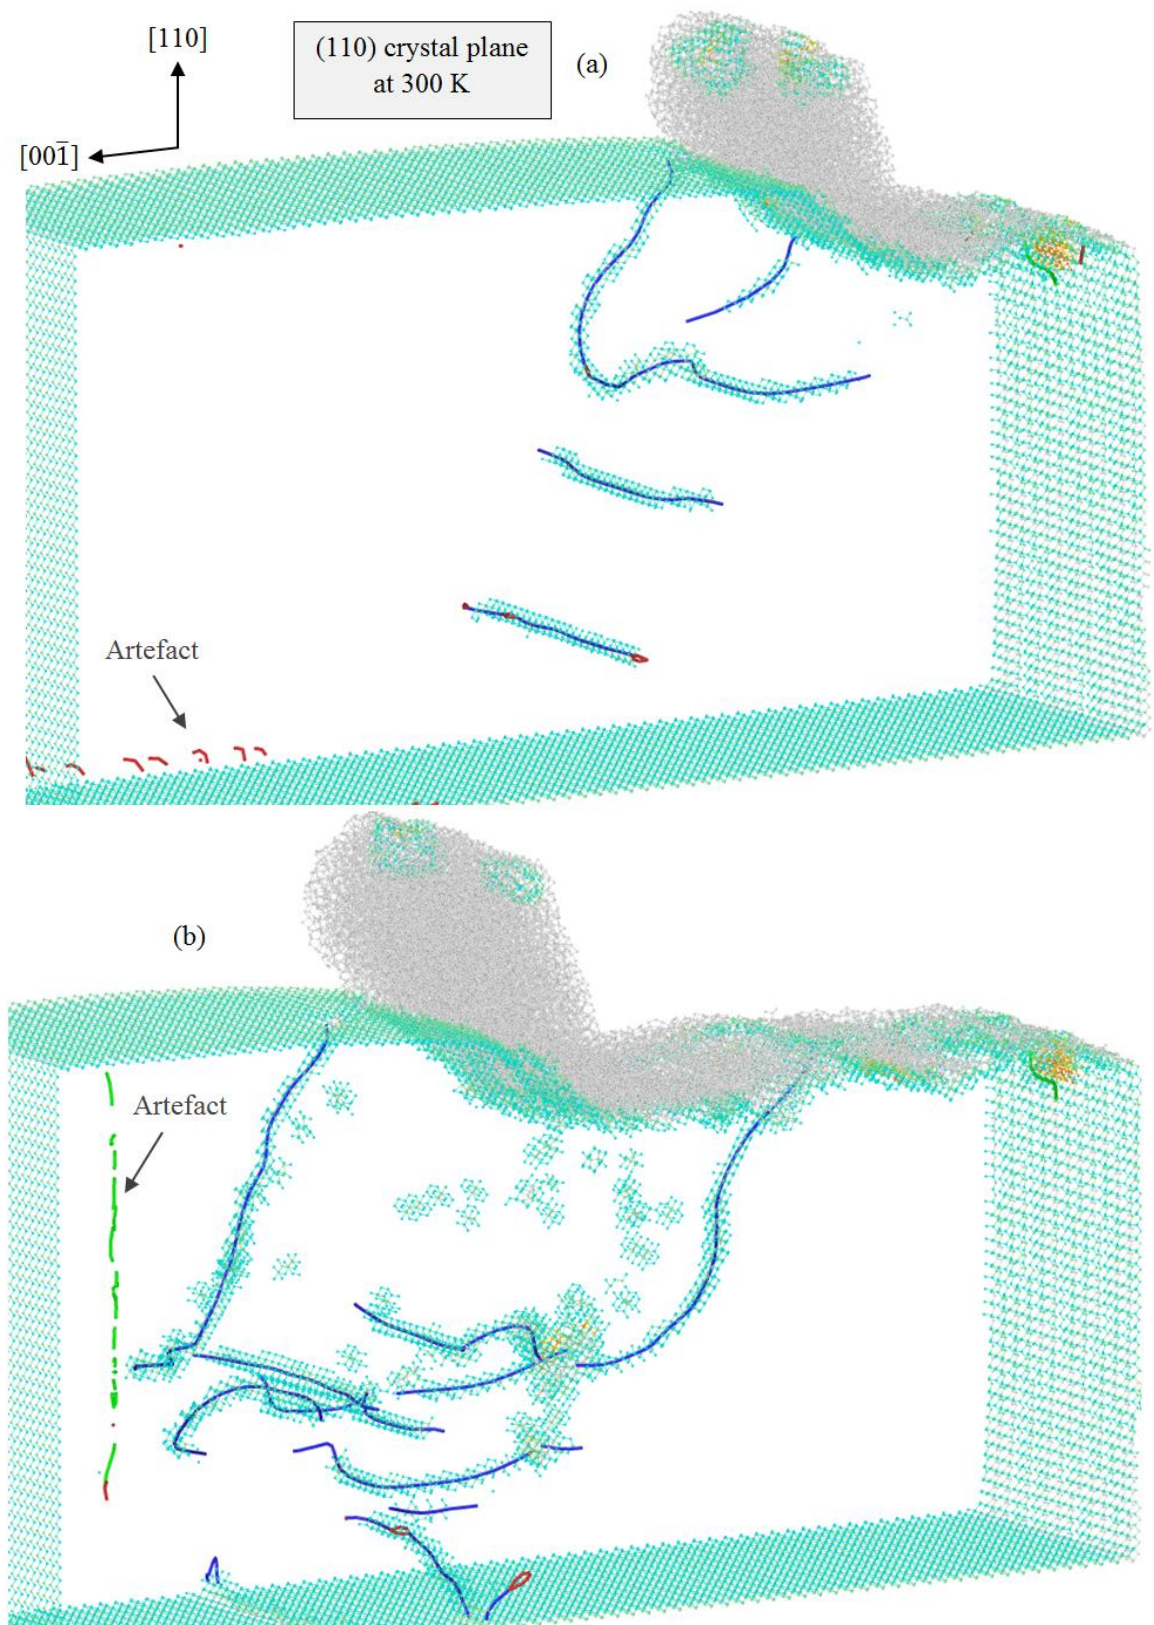 [110]
(110) crystal plane
at 300 K
(a)
[001̅]
Artefact
(b)
Artefact